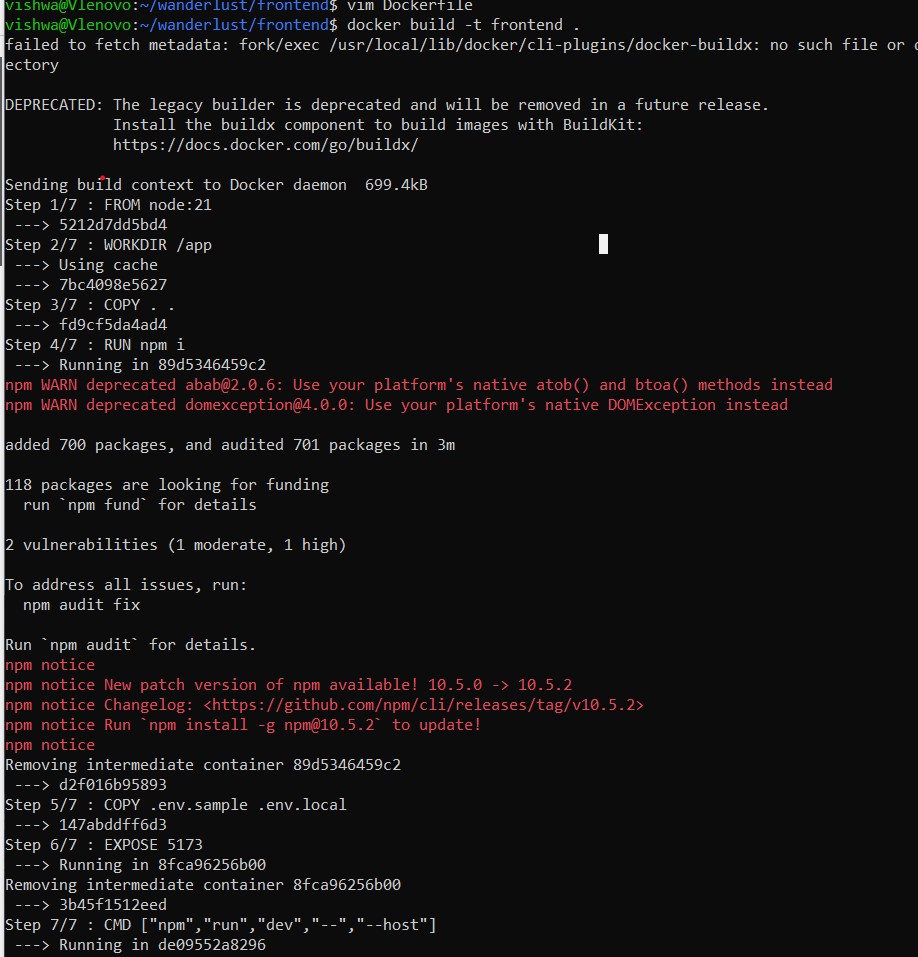 vishwa@Vlenovo:~/wanderlust/frontend$ vim Dockerfile
vishwa@Vlenovo:~/wanderlust/frontend$ docker build -t frontend .
failed to fetch metadata: fork/exec /usr/local/lib/docker/cli-plugins/docker-buildx: no such file or
ectory
DEPRECATED: The legacy builder is deprecated and will be removed in a future release.
Install the buildx component to build images with BuildKit:
https://docs.docker.com/go/buildx/
Sending build context to Docker daemon  699.4kB
Step 1/7 : FROM node:21
---> 5212d7dd5bd4
Step 2/7 : WORKDIR /app
---> Using cache
---> 7bc4098e5627
Step 3/7 : COPY . .
---> fd9cf5da4ad4
Step 4/7 : RUN npm i
---> Running in 89d5346459c2
npm WARN deprecated abab@2.0.6: Use your platform's native atob() and btoa() methods instead
npm WARN deprecated domexception@4.0.0: Use your platform's native DOMException instead
added 700 packages, and audited 701 packages in 3m
118 packages are looking for funding
run `npm fund` for details
2 vulnerabilities (1 moderate, 1 high)
To address all issues, run:
npm audit fix
Run `npm audit` for details.
npm notice
npm notice New patch version of npm available! 10.5.0 -> 10.5.2
npm notice Changelog: <https://github.com/npm/cli/releases/tag/v10.5.2>
npm notice Run `npm install -g npm@10.5.2` to update!
npm notice
Removing intermediate container 89d5346459c2
---> d2f016b95893
Step 5/7 : COPY .env.sample .env.local
---> 147abddff6d3
Step 6/7 : EXPOSE 5173
---> Running in 8fca96256b00
Removing intermediate container 8fca96256b00
---> 3b45f1512eed
Step 7/7 : CMD ["npm","run","dev","--","--host"]
---> Running in de09552a8296